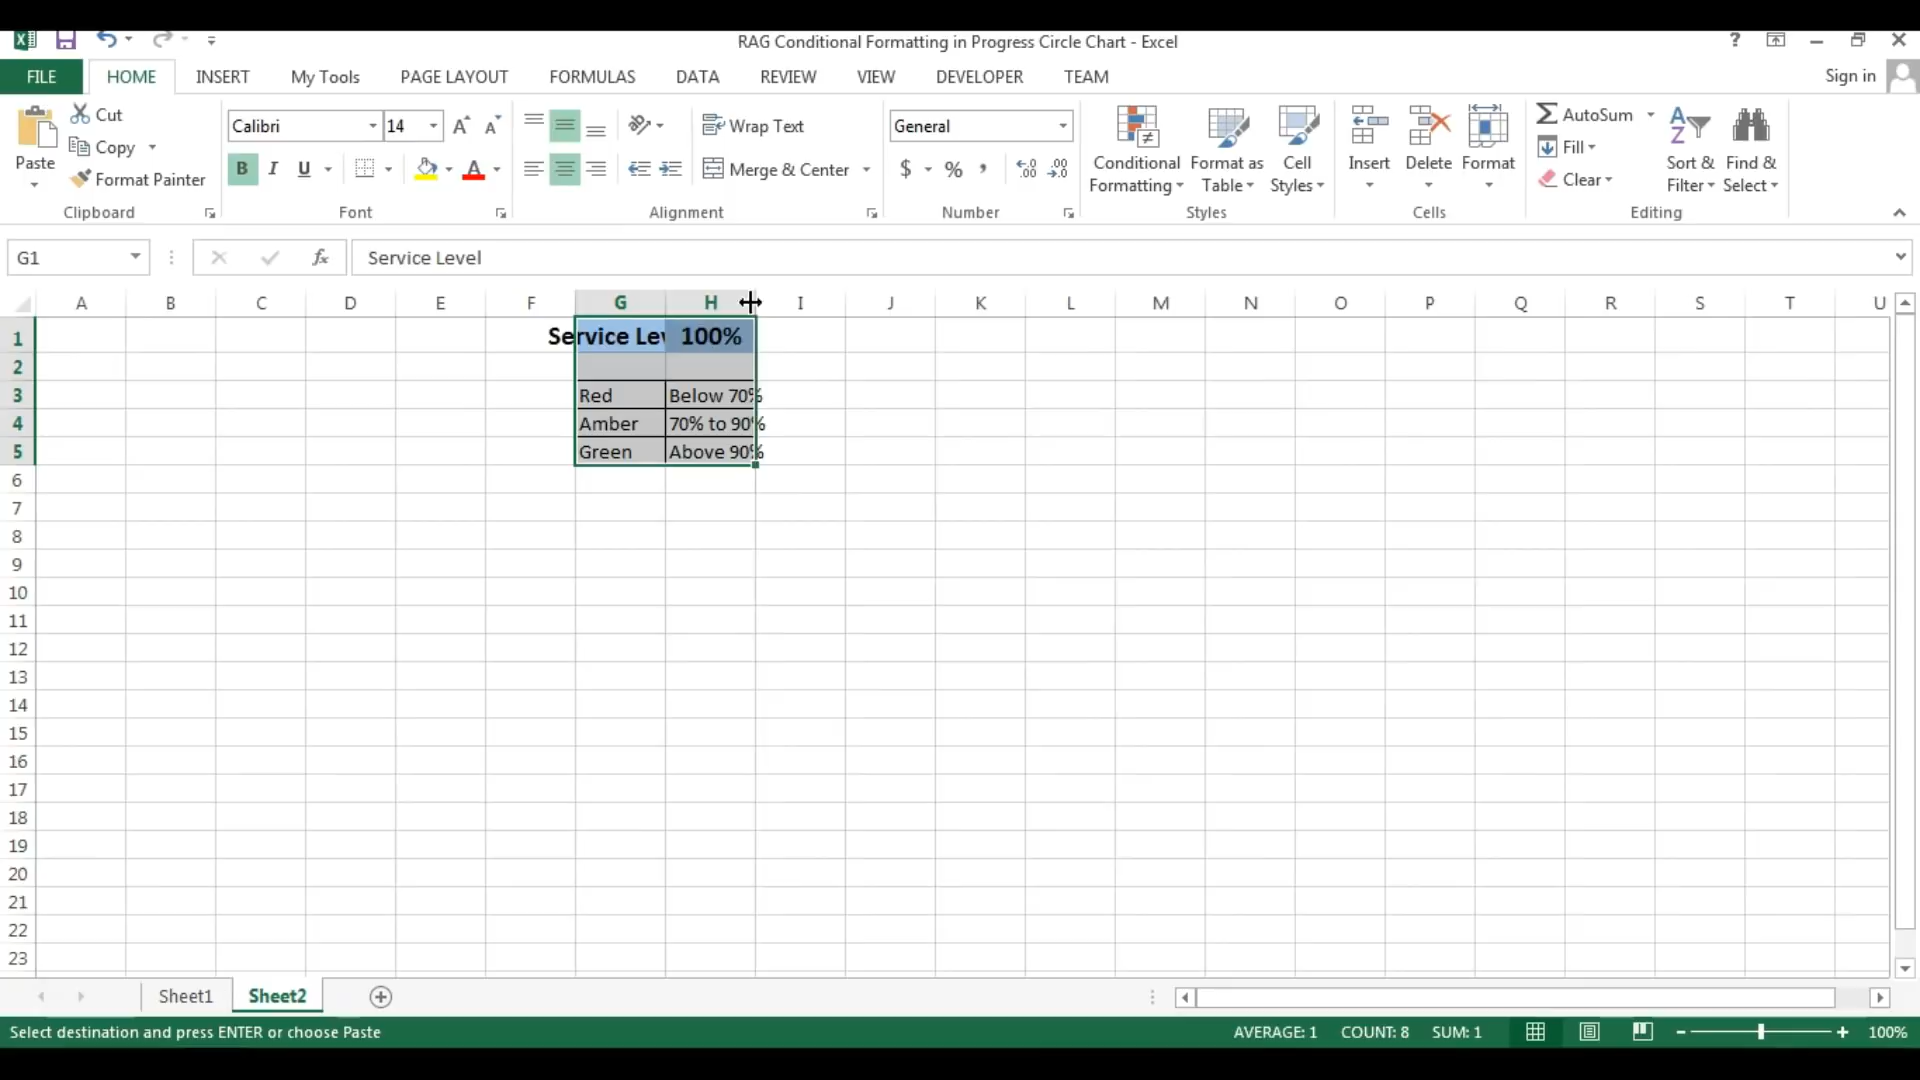 RAG Conditional Formatting in Progress Circle Chart - Excel
?
FILE HOME INSERT My Tools PAGE LAYOUT FORMULAS DATA REVIEW VIEW DEVELOPER TEAM Sign in
Paste
Cut
Copy
Format Painter
Clipboard
Calibri 14
B I U
Font
Wrap Text
Merge & Center
Alignment
General
$ % ,
Number
Conditional Formatting
Format as Table
Cell Styles
Styles
Insert
Delete
Format
Cells
AutoSum
Fill
Clear
Sort & Filter
Find & Select
Editing
G1 fx Service Level
A B C D E F G H I J K L M N O P Q R S T U
1 Service Lev 100%
2
3 Red Below 70%
4 Amber 70% to 90%
5 Green Above 90%
6
7
8
9
10
11
12
13
14
15
16
17
18
19
20
21
22
23
Sheet1 Sheet2
Select destination and press ENTER or choose Paste AVERAGE: 1 COUNT: 8 SUM: 1 100%